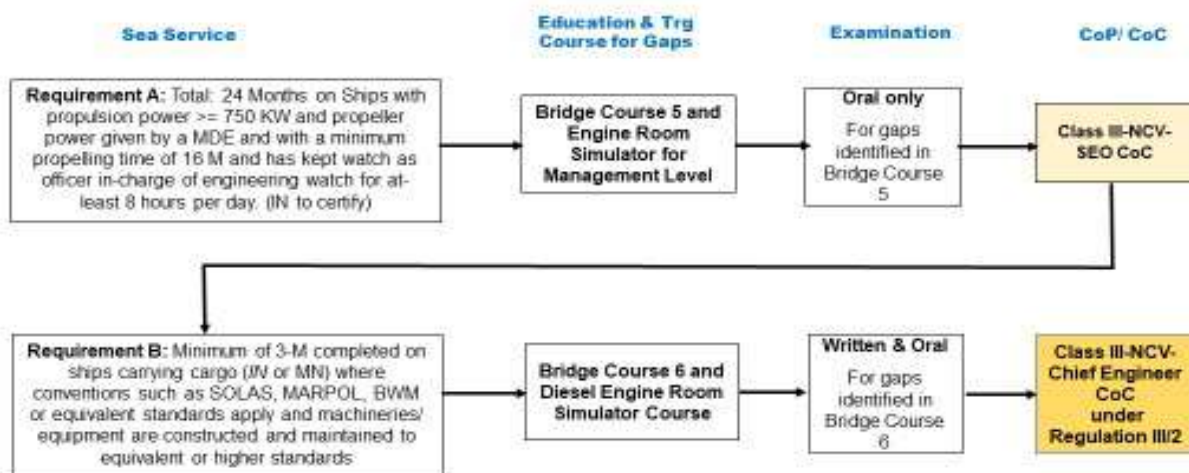 Sea Service
Education & Trg
Course for Gaps
Examination
CoP/ CoC
Requirement A: Total: 24 Months on Ships with
propulsion power >= 750 KW and propeller
power given by a MDE and with a minimum
propelling time of 16 M and has kept watch as
officer in-charge of engineering watch for at-
least 8 hours per day. (IN to certify)
Bridge Course 5 and
Engine Room
Simulator for
Management Level
Oral only
For gaps
identified in
Bridge Course
5
Class III-NCV-
SEO CoC
Requirement B: Minimum of 3-M completed on
ships carrying cargo (IN or MN) where
conventions such as SOLAS, MARPOL, BWM
or equivalent standards apply and machineries/
equipment are constructed and maintained to
equivalent or higher standards
Bridge Course 6 and
Diesel Engine Room
Simulator Course
Written & Oral
For gaps
identified in
Bridge Course
6
Class III-NCV-
Chief Engineer
CoC
under
Regulation III/2